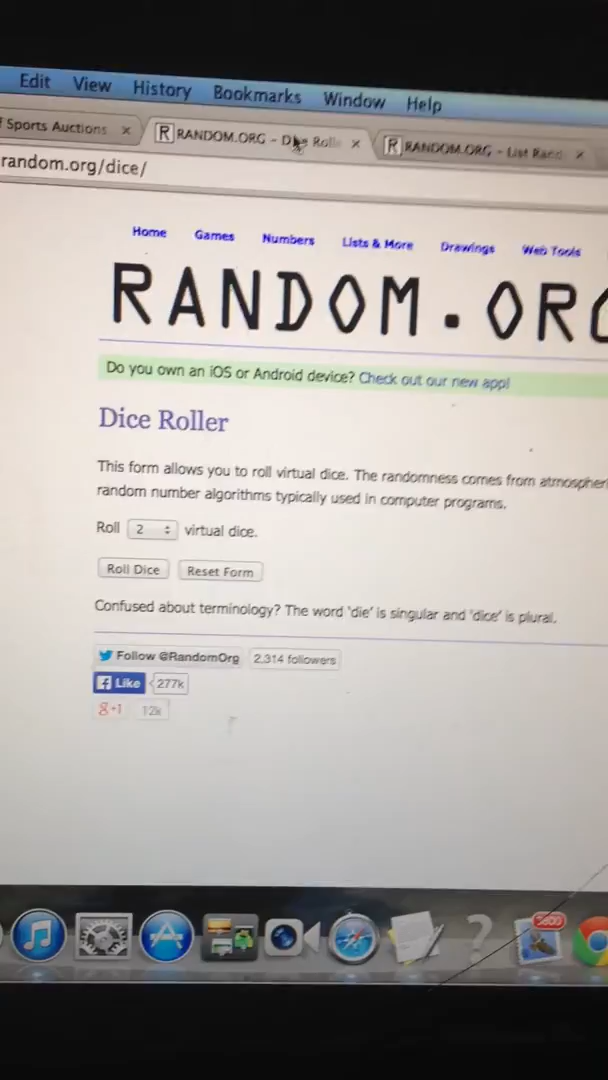 Edit View History Bookmarks Window Help
Sports Auctions × RANDOM.ORG - Dice Rolle × RANDOM.ORG - List Rand ×
random.org/dice/
Home Games Numbers Lists & More Drawings Web Tools
RANDOM.ORG
Do you own an iOS or Android device? Check out our new app!
Dice Roller
This form allows you to roll virtual dice. The randomness comes from atmospher
random number algorithms typically used in computer programs.
Roll 2 virtual dice.
Roll Dice Reset Form
Confused about terminology? The word 'die' is singular and 'dice' is plural.
Follow @RandomOrg 2,314 followers
Like 277k
g+1 12k